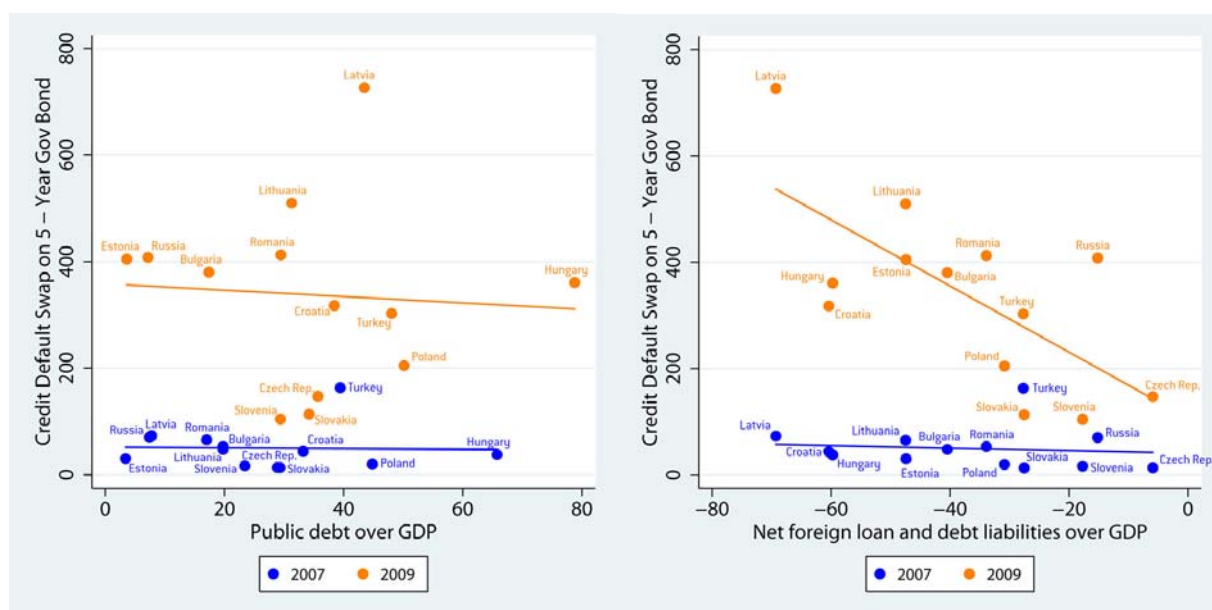 Credit Default Swap on 5 – Year Gov Bond
800
600
400
200
0
Latvia
Lithuania
Estonia
Russia
Bulgaria
Romania
Hungary
Croatia
Turkey
Poland
Czech Rep.
Turkey
Slovenia
Slovakia
Russia
Latvia
Romania
Bulgaria
Croatia
Hungary
Estonia
Lithuania
Slovenia
Czech Rep.
Slovakia
Poland
0
20
40
60
80
Public debt over GDP
2007
2009
Credit Default Swap on 5 – Year Gov Bond
800
600
400
200
0
Latvia
Lithuania
Romania
Russia
Hungary
Estonia
Bulgaria
Croatia
Turkey
Poland
Czech Rep.
Turkey
Slovakia
Slovenia
Latvia
Lithuania
Bulgaria
Romania
Russia
Croatia
Hungary
Estonia
Poland
Slovakia
Slovenia
Czech Rep
−80
−60
−40
−20
0
Net foreign loan and debt liabilities over GDP
2007
2009